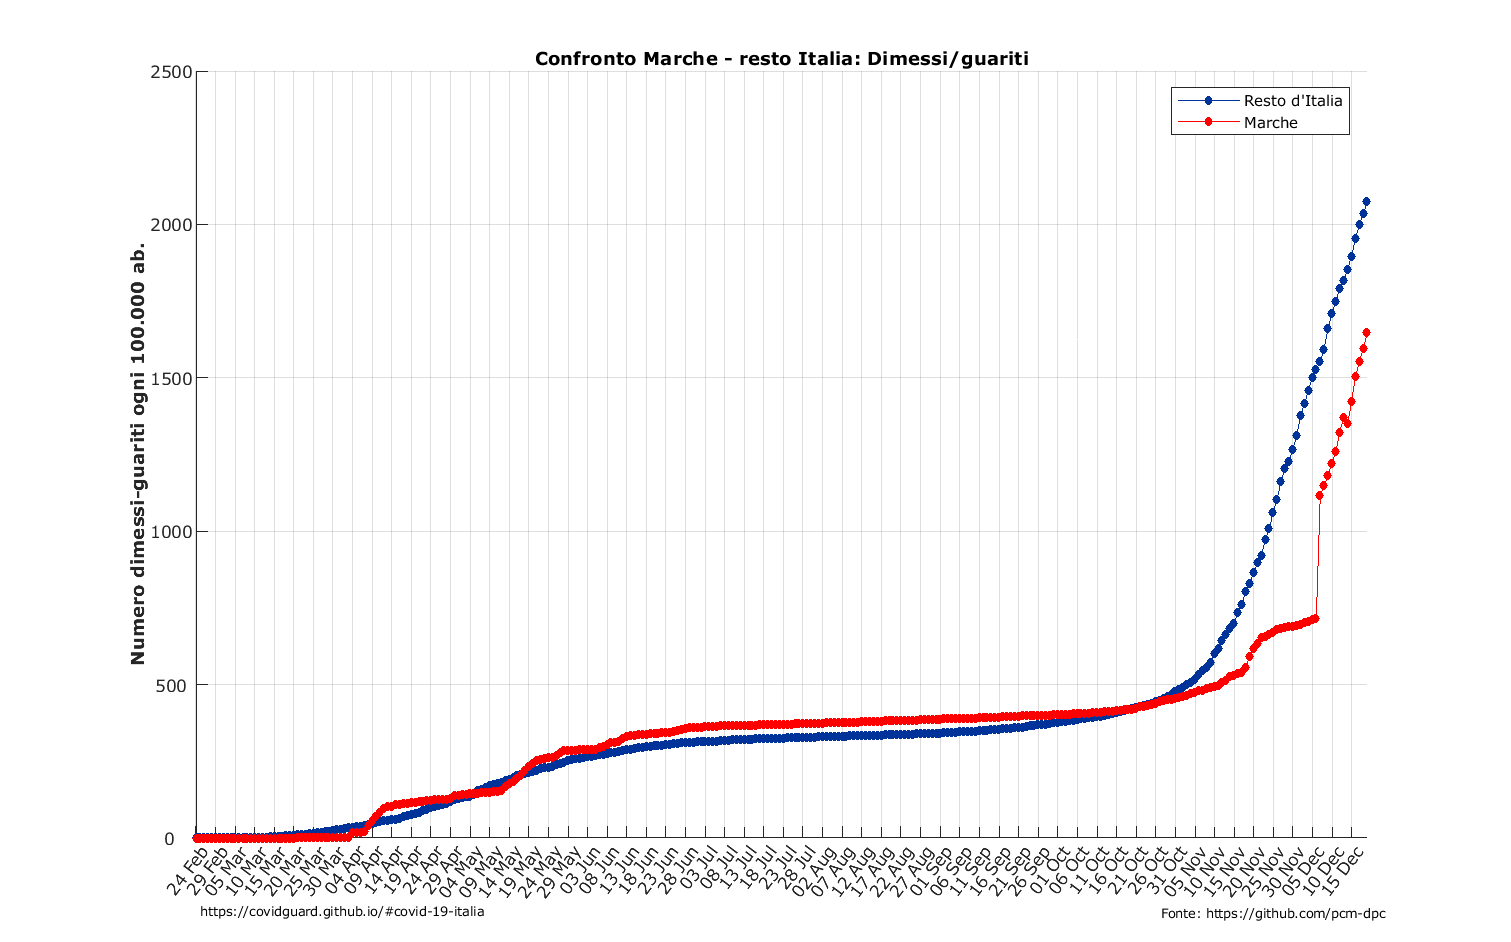 Confronto Marche - resto Italia: Dimessi/guariti
Resto d'Italia
Marche
Numero dimessi-guariti ogni 100.000 ab.
2500
2000
1500
1000
500
0
24 Feb
29 Feb
05 Mar
10 Mar
15 Mar
20 Mar
25 Mar
30 Mar
04 Apr
09 Apr
14 Apr
19 Apr
24 Apr
29 Apr
04 May
09 May
14 May
19 May
24 May
29 May
03 Jun
08 Jun
13 Jun
18 Jun
23 Jun
28 Jun
03 Jul
08 Jul
13 Jul
18 Jul
23 Jul
28 Jul
02 Aug
07 Aug
12 Aug
17 Aug
22 Aug
27 Aug
01 Sep
06 Sep
11 Sep
16 Sep
21 Sep
26 Sep
01 Oct
06 Oct
11 Oct
16 Oct
21 Oct
26 Oct
31 Oct
05 Nov
10 Nov
15 Nov
20 Nov
25 Nov
30 Nov
05 Dec
10 Dec
15 Dec
https://covidguard.github.io/#covid-19-italia
Fonte: https://github.com/pcm-dpc